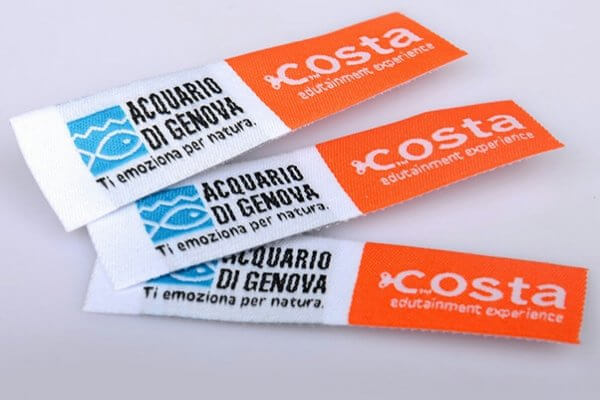 ACQUARIO
DI GENOVA
Ti emoziona per natura.
costa
edutainment experience
ACQUARIO
DI GENOVA
Ti emoziona per natura.
costa
edutainment experience
ACQUARIO
DI GENOVA
Ti emoziona per natura.
costa
edutainment experience